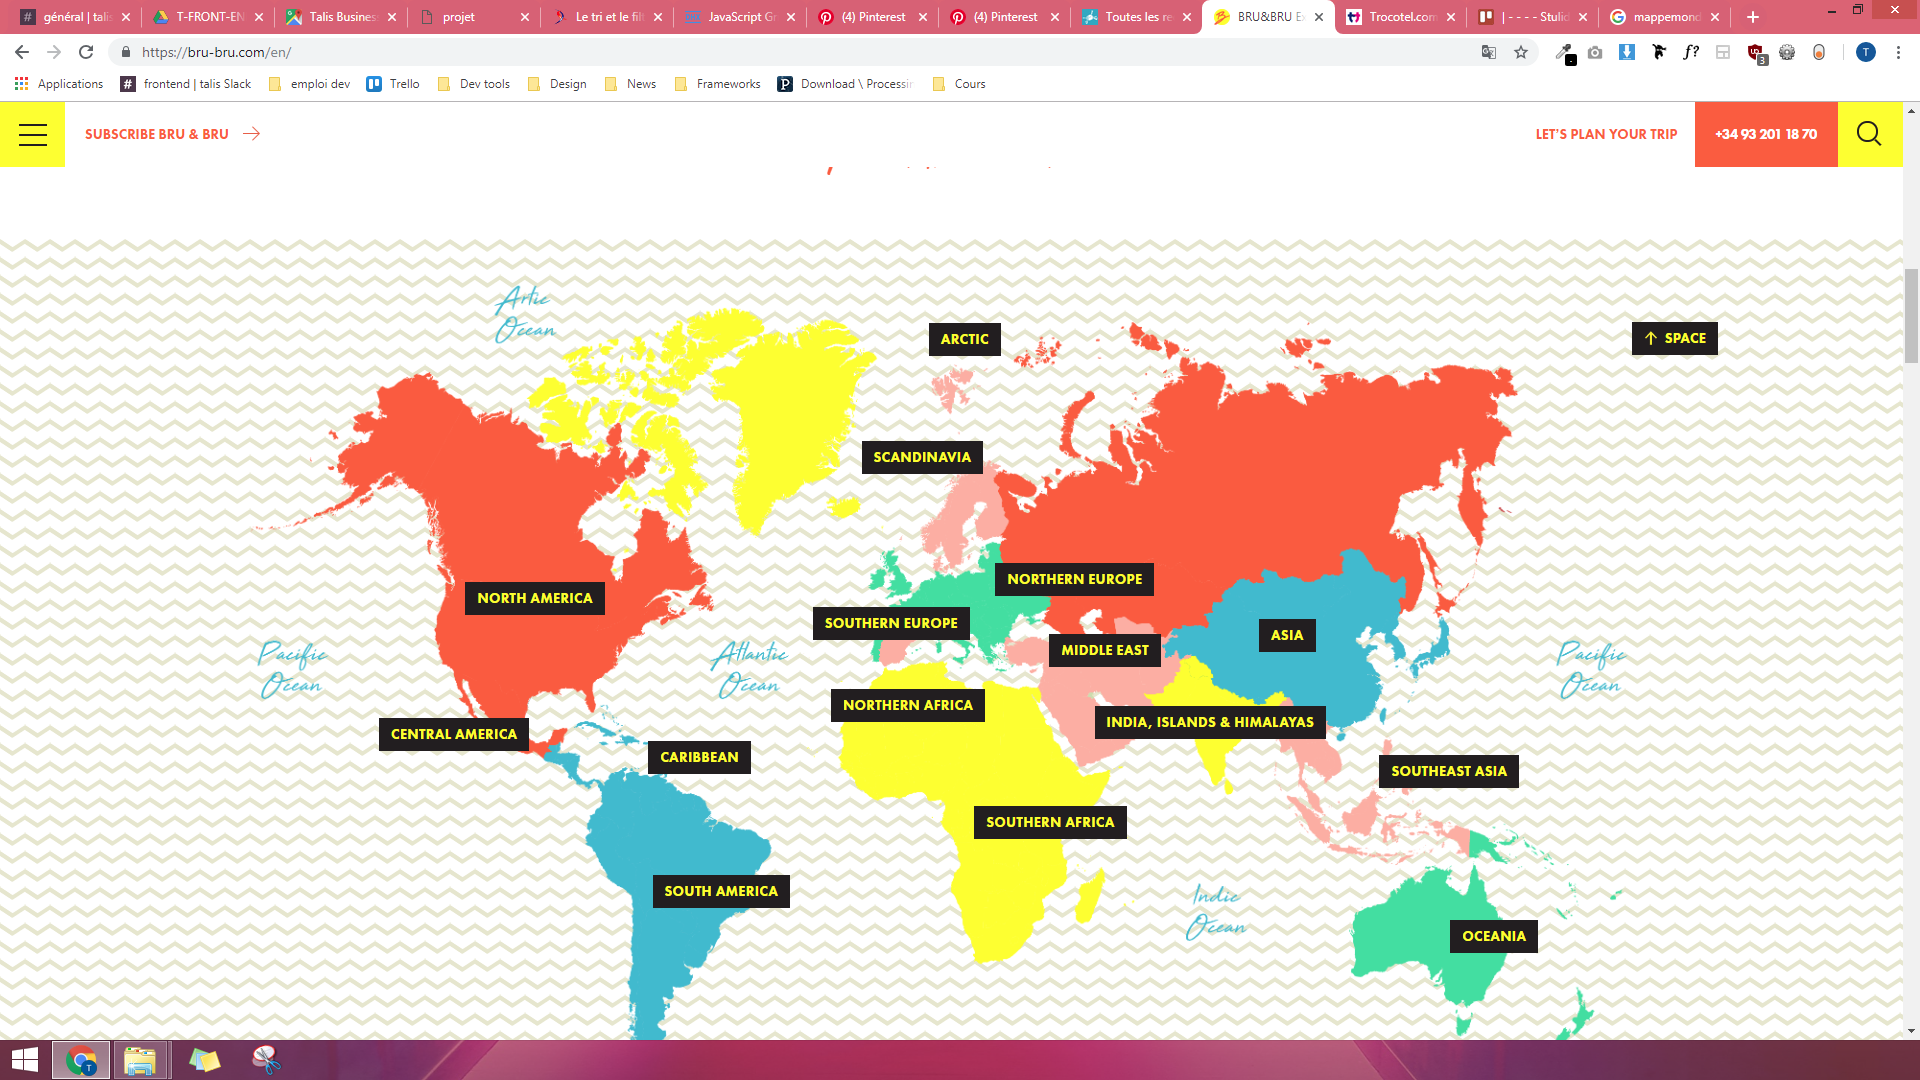 général | talis
T-FRONT-EN
Talis Busines
projet
Le tri et le filt
JavaScript Gr
(4) Pinterest
(4) Pinterest
Toutes les re
BRU&BRU Ex
Trocotel.com
| - - - - Stulic
mappemond
https://bru-bru.com/en/
Applications
frontend | talis Slack
emploi dev
Trello
Dev tools
Design
News
Frameworks
Download \ Processin
Cours
SUBSCRIBE BRU & BRU
LET'S PLAN YOUR TRIP
+34 93 201 18 70
Artic
Ocean
ARCTIC
SPACE
SCANDINAVIA
NORTHERN EUROPE
NORTH AMERICA
SOUTHERN EUROPE
ASIA
MIDDLE EAST
Pacific
Ocean
Atlantic
Ocean
Pacific
Ocean
NORTHERN AFRICA
INDIA, ISLANDS & HIMALAYAS
CENTRAL AMERICA
CARIBBEAN
SOUTHEAST ASIA
SOUTHERN AFRICA
SOUTH AMERICA
Indic
Ocean
OCEANIA